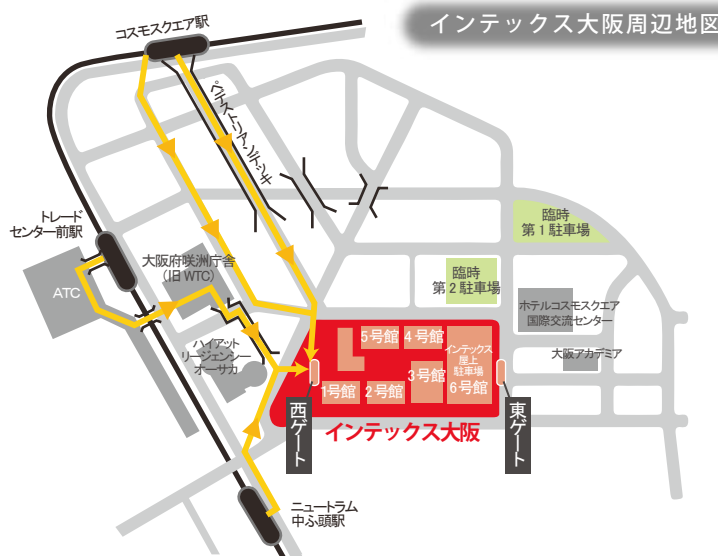 インテックス大阪周辺地図
コスモスクエア駅
ペデストリアンデッキ
トレード
センター前駅
ATC
大阪府咲洲庁舎
（旧 WTC）
ハイアット
リージェンシー
オーサカ
臨時
第１駐車場
臨時
第２駐車場
ホテルコスモスクエア
国際交流センター
大阪アカデミア
5号館
4号館
インテックス
屋上
駐車場
6号館
3号館
1号館
2号館
西ゲート
東ゲート
インテックス大阪
ニュートラム
中ふ頭駅